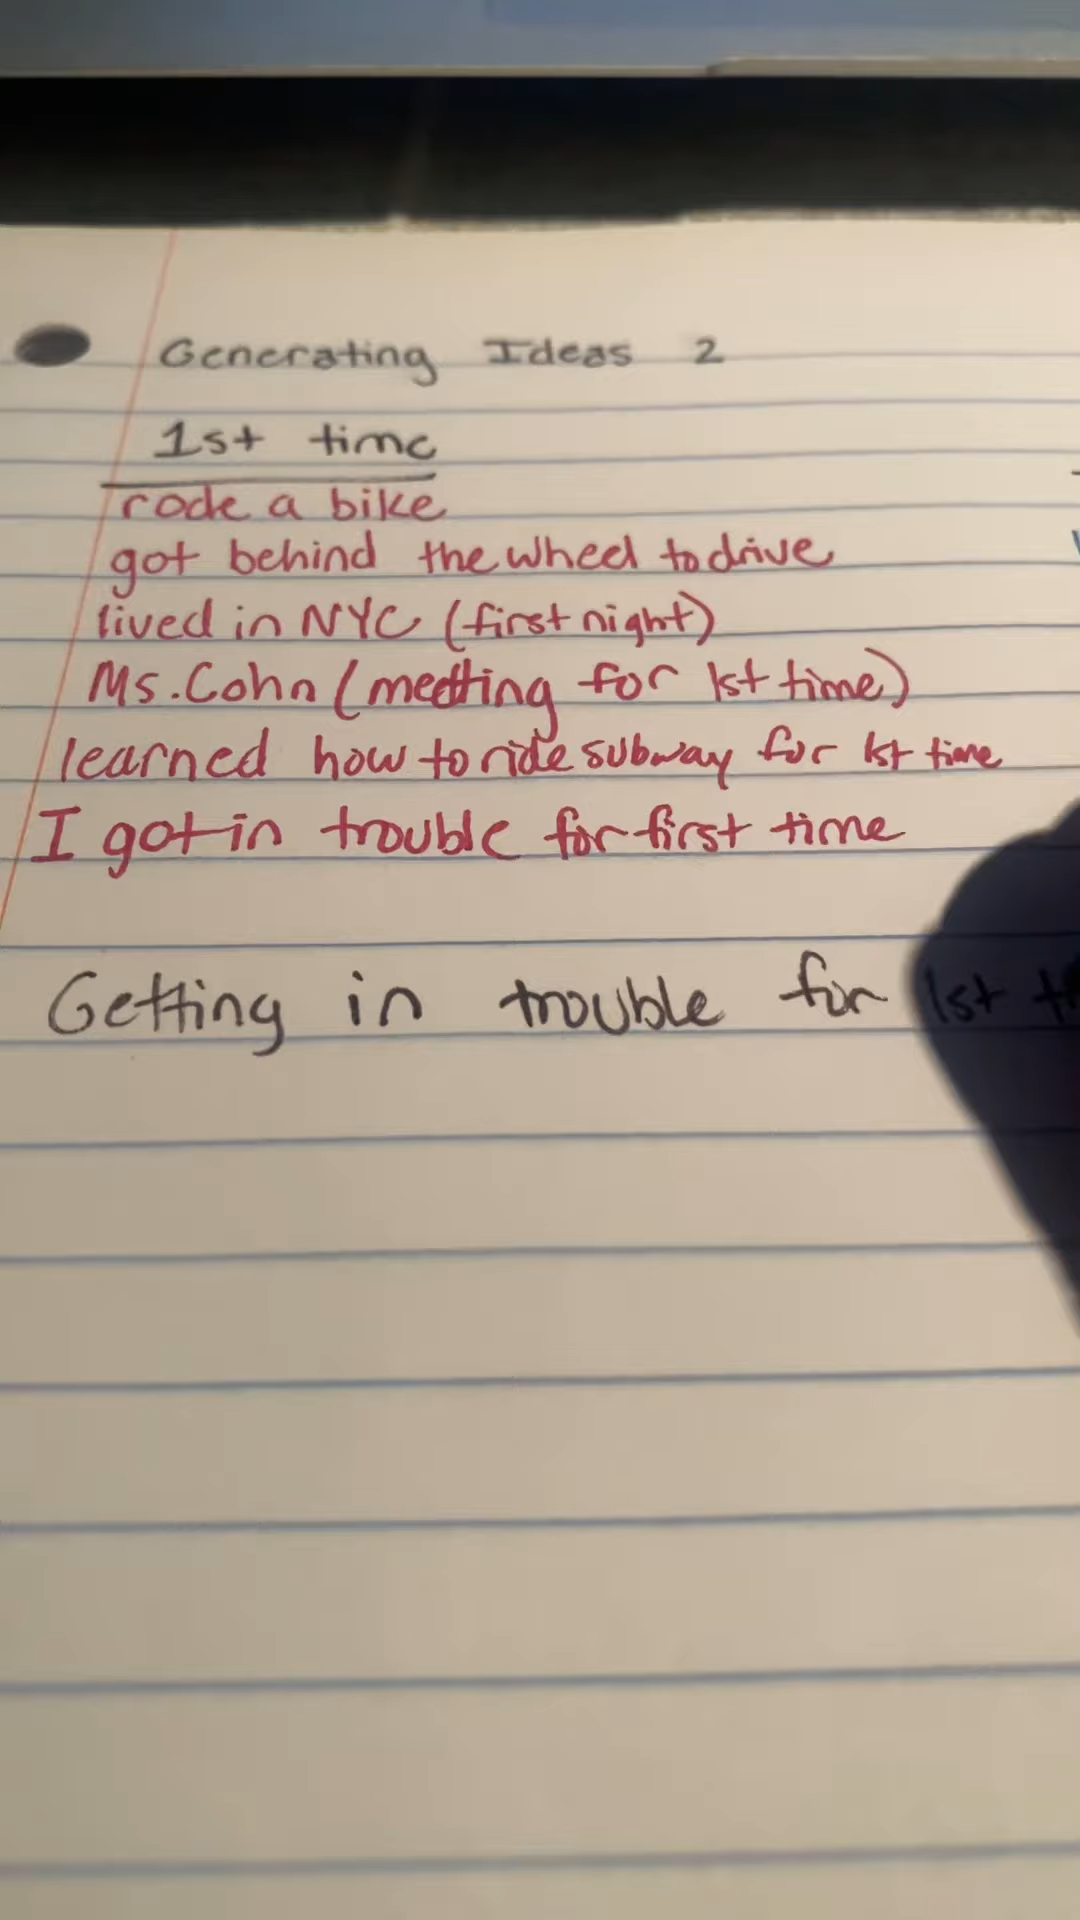 Generating Ideas 2
1st time
rode a bike
got behind the wheel to drive
lived in NYC (first night)
Ms. Cohn (meeting for 1st time)
learned how to ride subway for 1st time
I got in trouble for first time
Getting in trouble for 1st